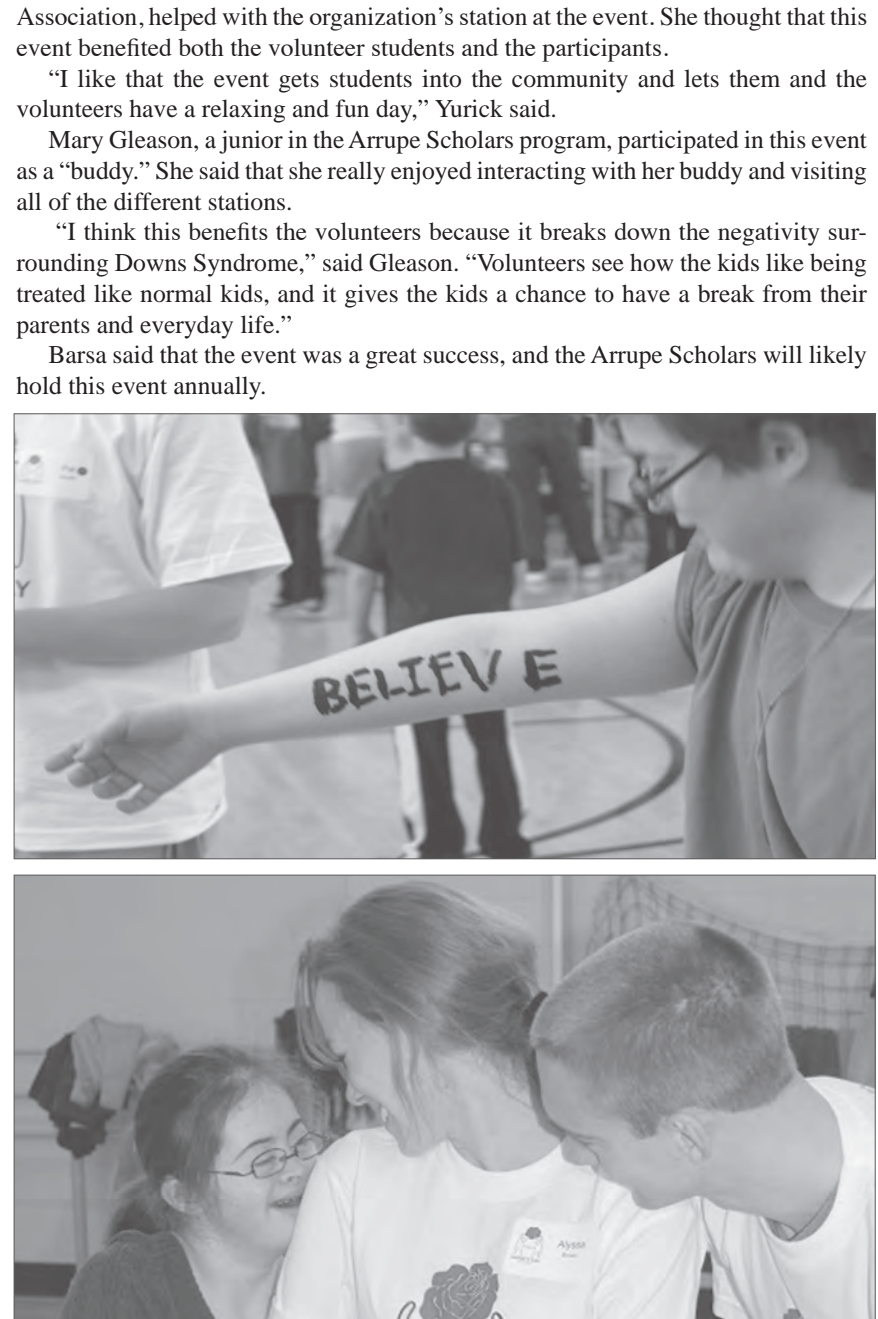 Association, helped with the organization’s station at the event. She thought that this
event benefited both the volunteer students and the participants.
“I like that the event gets students into the community and lets them and the
volunteers have a relaxing and fun day,” Yurick said.
Mary Gleason, a junior in the Arrupe Scholars program, participated in this event
as a “buddy.” She said that she really enjoyed interacting with her buddy and visiting
all of the different stations.
“I think this benefits the volunteers because it breaks down the negativity sur-
rounding Downs Syndrome,” said Gleason. “Volunteers see how the kids like being
treated like normal kids, and it gives the kids a chance to have a break from their
parents and everyday life.”
Barsa said that the event was a great success, and the Arrupe Scholars will likely
hold this event annually.
Y
BELIEV E
Alyssa